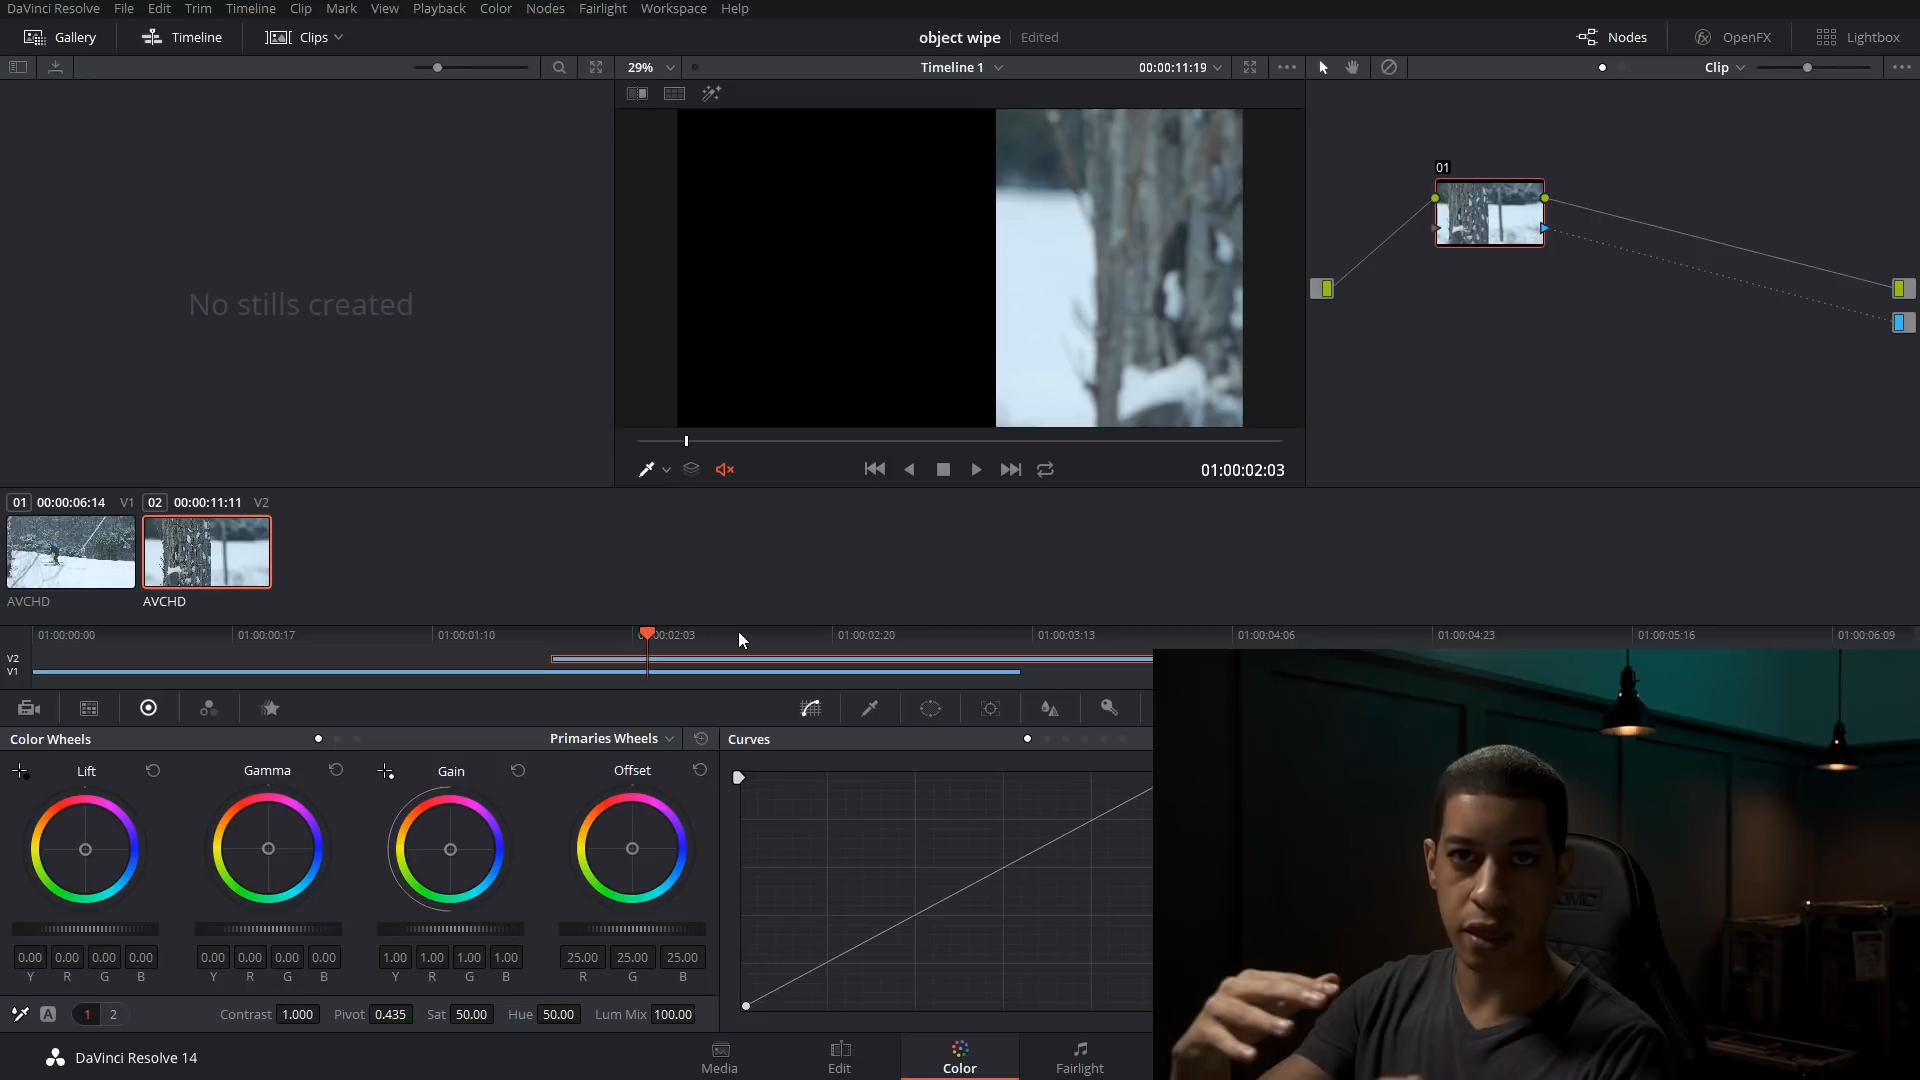 DaVinci Resolve File Edit Trim Timeline Clip Mark View Playback Color Nodes Fairlight Workspace Help
Gallery Timeline Clips object wipe Edited Nodes OpenFX Lightbox
29% Timeline 1 00:00:11:19 Clip
01
No stills created
01:00:02:03
01 00:00:06:14 V1 02 00:00:11:11 V2
AVCHD AVCHD
01:00:00:00 01:00:00:17 01:00:01:10 01:00:02:03 01:00:02:20 01:00:03:13 01:00:04:06 01:00:04:23 01:00:05:16 01:00:06:09
V2
V1
Color Wheels Primaries Wheels Curves
Lift Gamma Gain Offset
0.00 0.00 0.00 0.00 0.00 0.00 0.00 0.00 1.00 1.00 1.00 1.00 25.00 25.00 25.00
Y R G B Y R G B Y R G B R G B
A 1 2 Contrast 1.000 Pivot 0.435 Sat 50.00 Hue 50.00 Lum Mix 100.00
DaVinci Resolve 14 Media Edit Color Fairlight